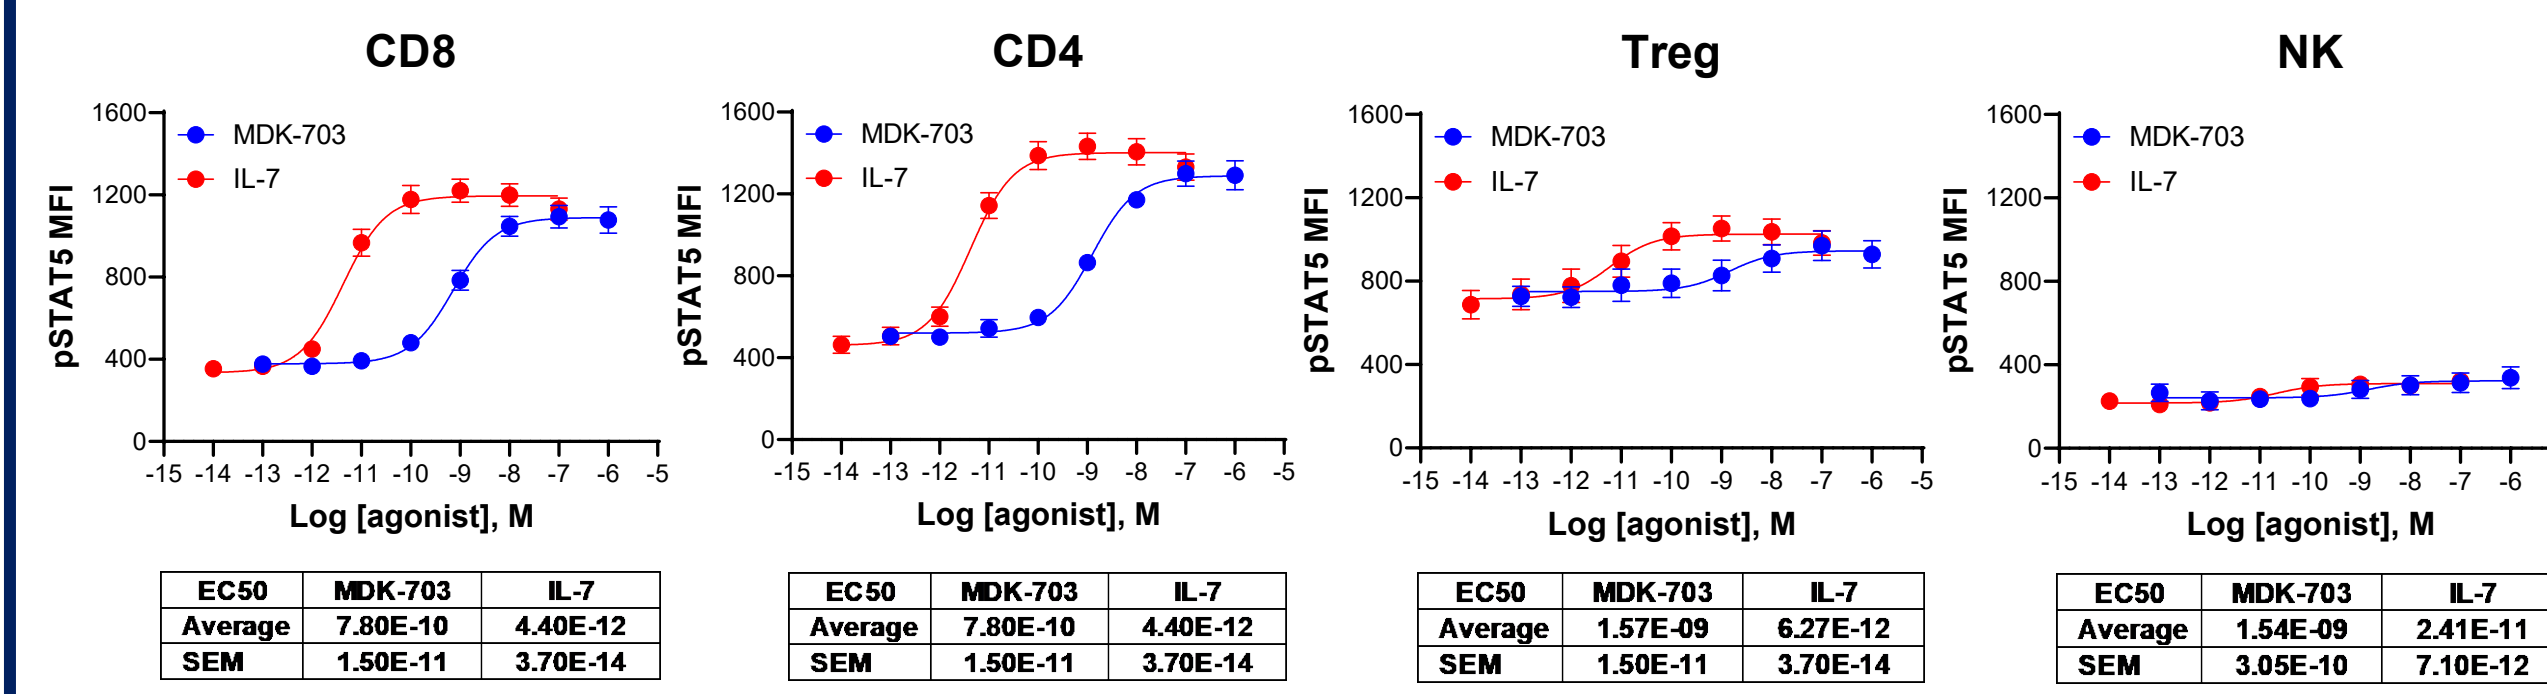 CD8
1600
1200
800
400
0
pSTAT5 MFI
MDK-703
IL-7
-15 -14 -13 -12 -11 -10 -9 -8 -7 -6 -5
Log [agonist], M
EC50 MDK-703 IL-7
Average 7.80E-10 4.40E-12
SEM 1.50E-11 3.70E-14
CD4
1600
1200
800
400
0
pSTAT5 MFI
MDK-703
IL-7
-15 -14 -13 -12 -11 -10 -9 -8 -7 -6 -5
Log [agonist], M
EC50 MDK-703 IL-7
Average 7.80E-10 4.40E-12
SEM 1.50E-11 3.70E-14
Treg
1600
1200
800
400
0
pSTAT5 MFI
MDK-703
IL-7
-15 -14 -13 -12 -11 -10 -9 -8 -7 -6 -5
Log [agonist], M
EC50 MDK-703 IL-7
Average 1.57E-09 6.27E-12
SEM 1.50E-11 3.70E-14
NK
1600
1200
800
400
0
pSTAT5 MFI
MDK-703
IL-7
-15 -14 -13 -12 -11 -10 -9 -8 -7 -6
Log [agonist], M
EC50 MDK-703 IL-7
Average 1.54E-09 2.41E-11
SEM 3.05E-10 7.10E-12